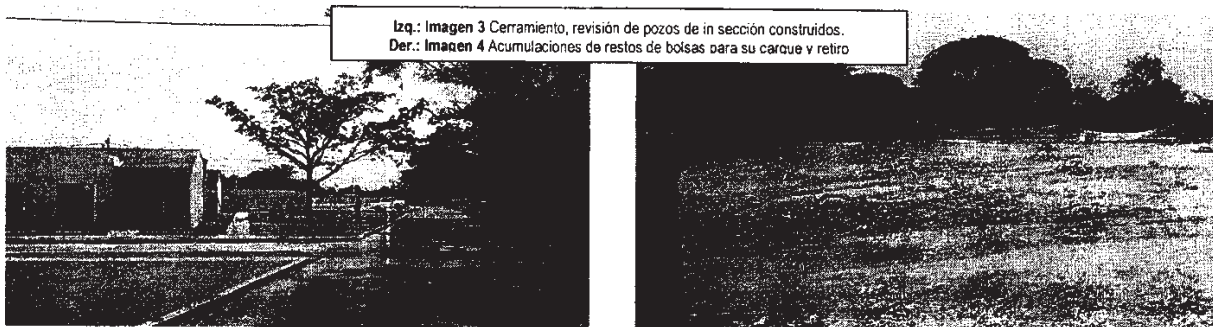 Izq.: Imagen 3 Cerramiento, revisión de pozos de in sección construidos.
Der.: Imagen 4 Acumulaciones de restos de bolsas para su cargue y retiro